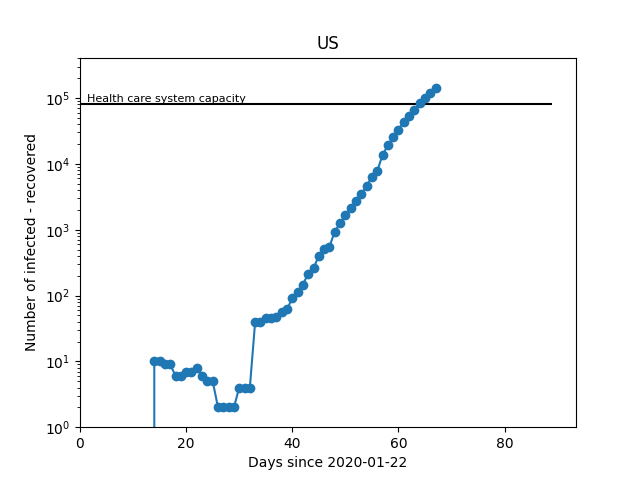 US
Health care system capacity
Number of infected - recovered
10^5
10^4
10^3
10^2
10^1
10^0
0 20 40 60 80
Days since 2020-01-22